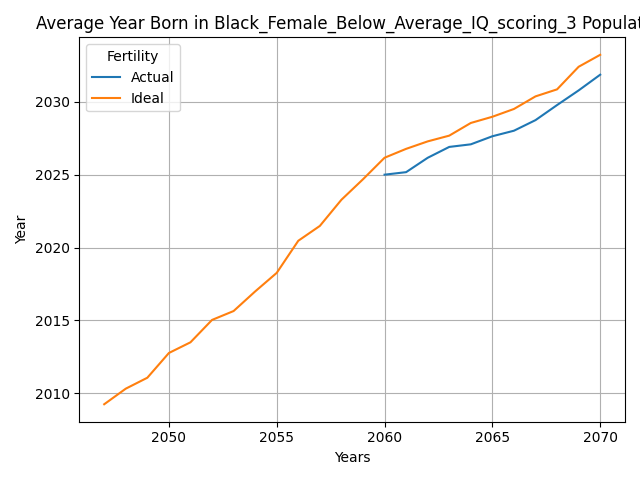 Average Year Born in Black_Female_Below_Average_IQ_scoring_3 Populat
Fertility
Actual
Ideal
2030
2025
2020
2015
2010
Year
2050 2055 2060 2065 2070
Years